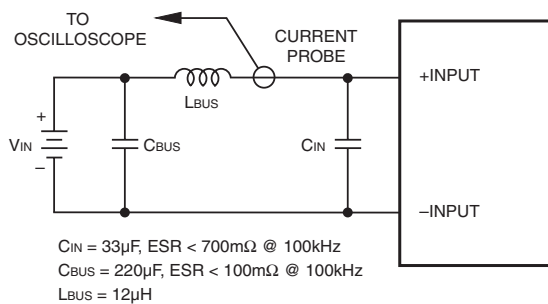 TO
OSCILLOSCOPE
CURRENT
PROBE
+INPUT
LBUS
+
VIN
–
CBUS
CIN
–INPUT
CIN = 33µF, ESR < 700mΩ @ 100kHz
CBUS = 220µF, ESR < 100mΩ @ 100kHz
LBUS = 12µH